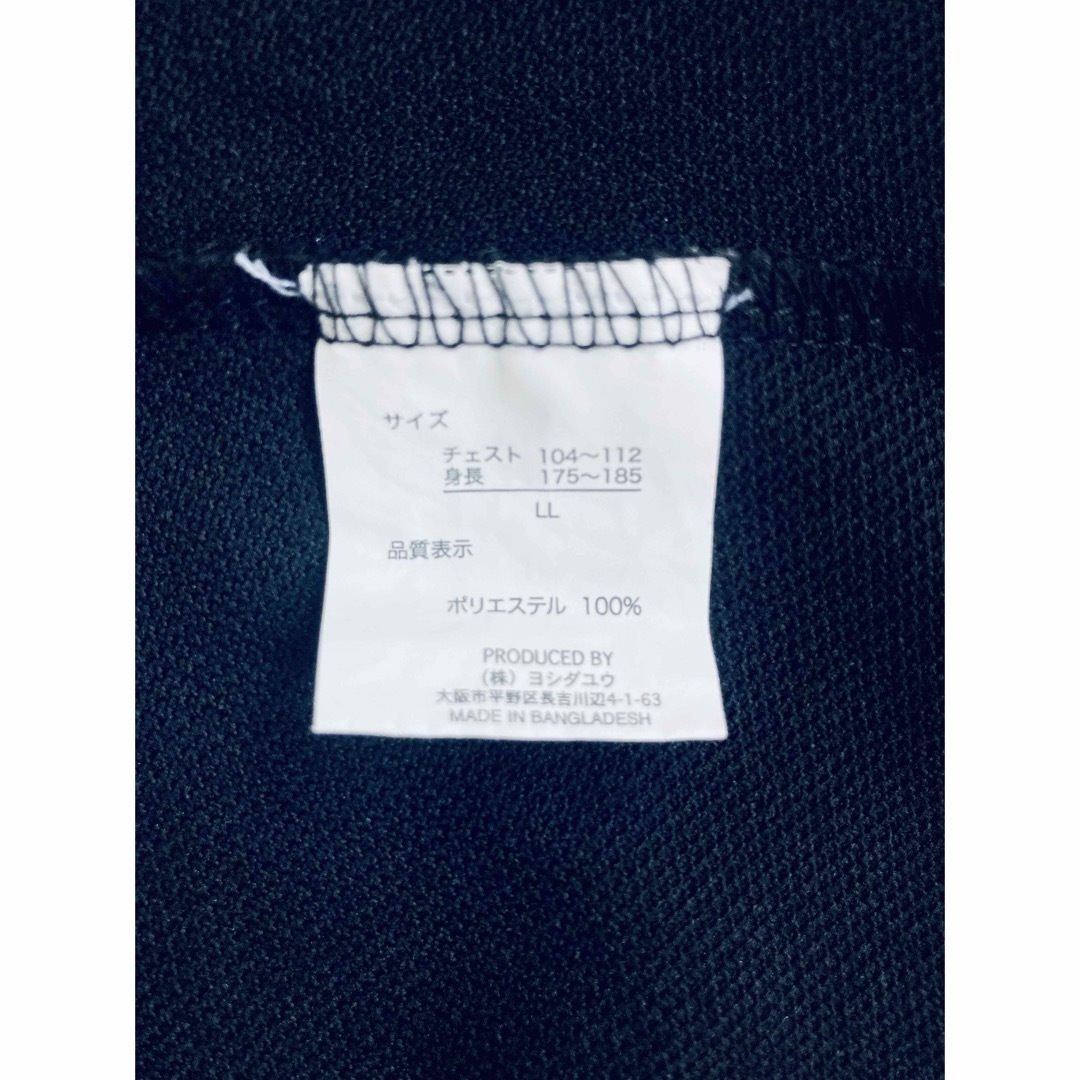 サイズ
チェスト 104〜112
身長 175〜185
LL
品質表示
ポリエステル 100%
PRODUCED BY
(株) ヨシダユウ
大阪市平野区長吉川辺4-1-63
MADE IN BANGLADESH